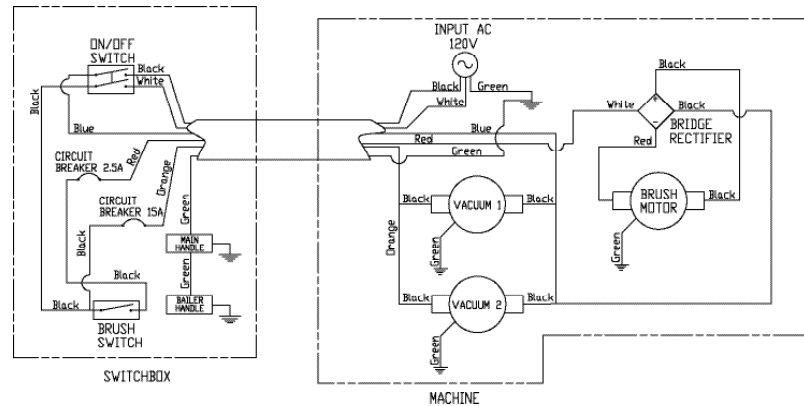 ON/OFF
SWITCH
Black
White
Black
Blue
CIRCUIT
BREAKER 2.5A
Red
Orange
CIRCUIT
BREAKER 15A
Green
Black
MAIN
HANDLE
Green
Black
BAILER
HANDLE
Black
BRUSH
SWITCH
SWITCHBOX
INPUT AC
120V
Black
Green
White
Blue
Red
Green
White
Black
BRIDGE
RECTIFIER
Red
Black
VACUUM 1
Black
BRUSH
MOTOR
Black
Orange
Green
Green
Black
VACUUM 2
Black
Green
MACHINE